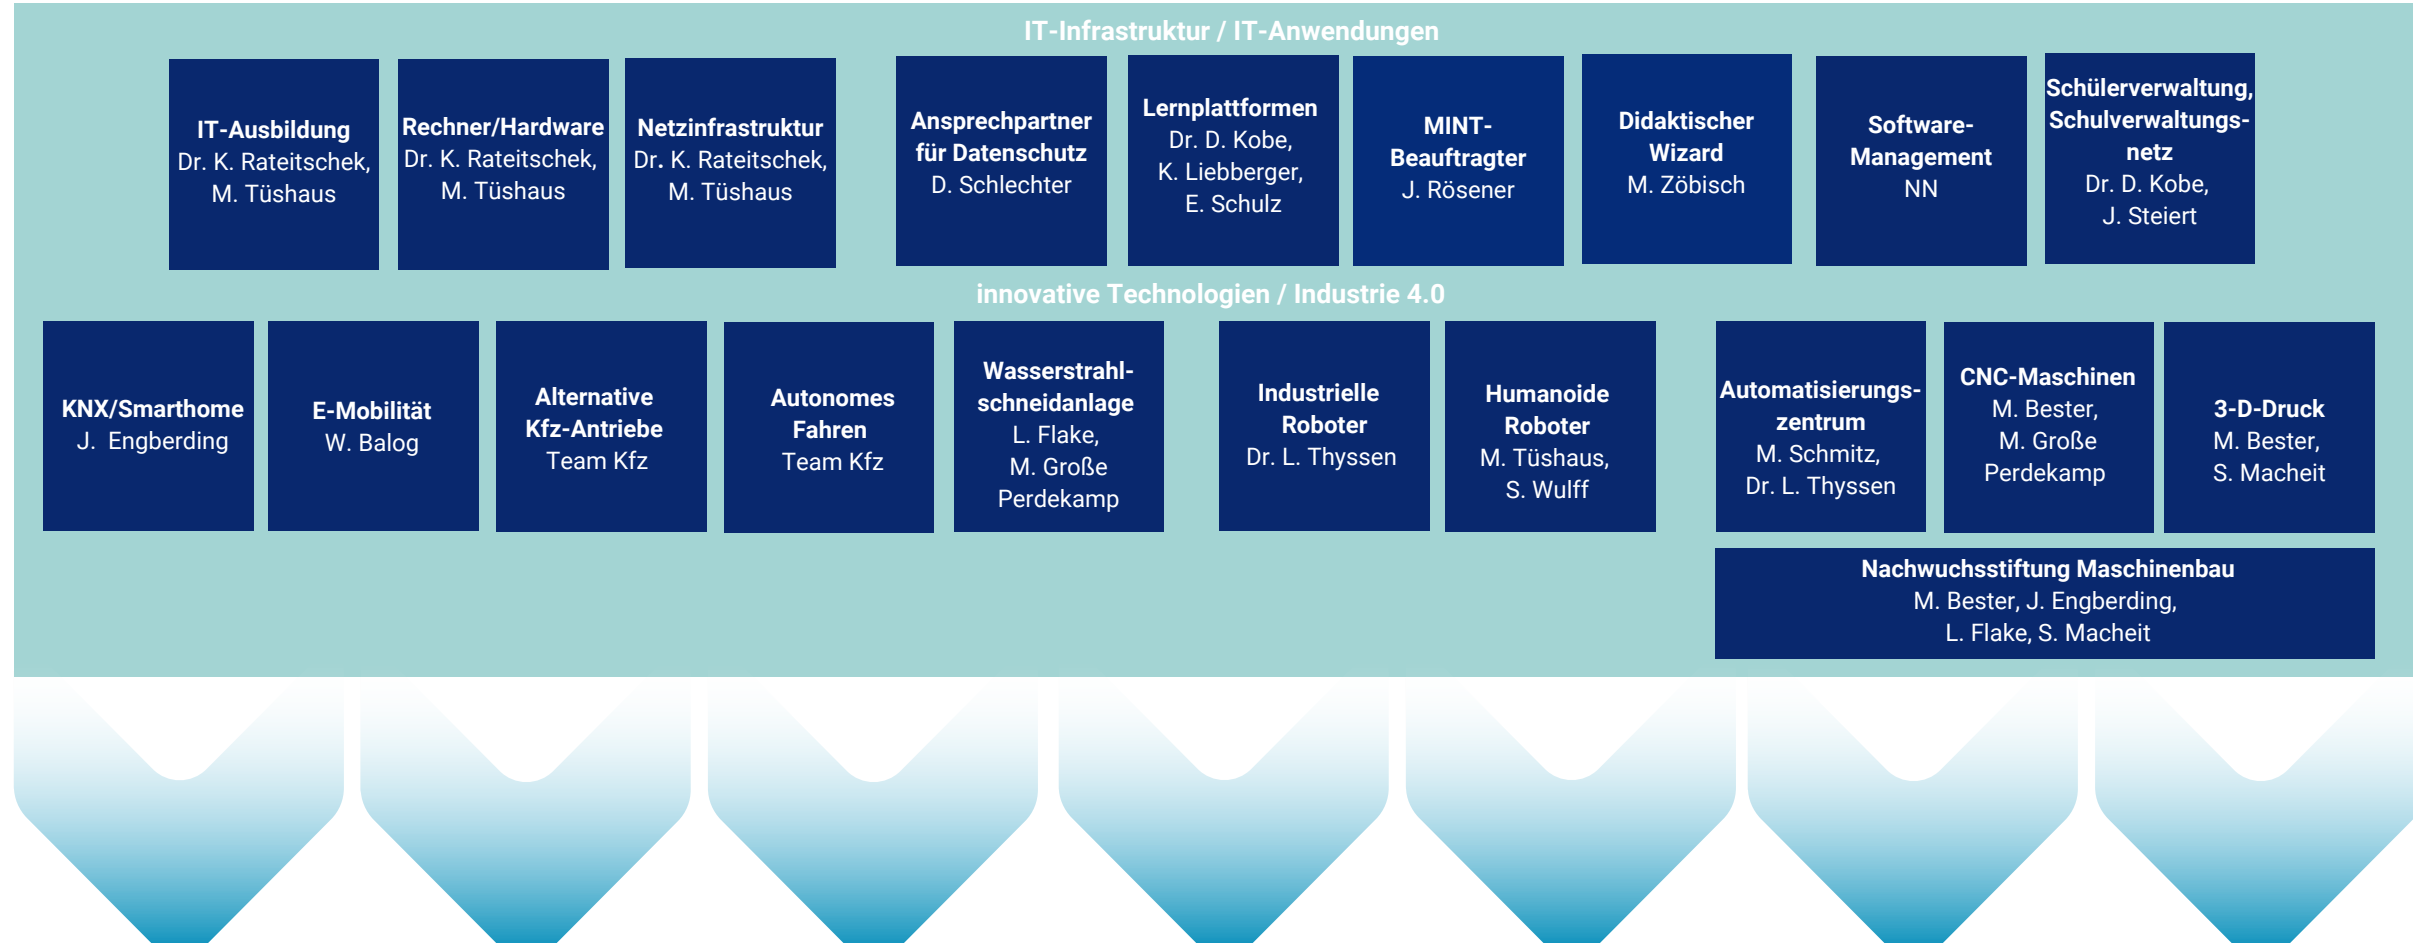 IT-Infrastruktur / IT-Anwendungen
IT-Ausbildung
Dr. K. Rateitschek,
M. Tüshaus
Rechner/Hardware
Dr. K. Rateitschek,
M. Tüshaus
Netzinfrastruktur
Dr. K. Rateitschek,
M. Tüshaus
Ansprechpartner
für Datenschutz
D. Schlechter
Lernplattformen
Dr. D. Kobe,
K. Liebberger,
E. Schulz
MINT-
Beauftragter
J. Rösener
Didaktischer
Wizard
M. Zöbisch
Software-
Management
NN
Schülerverwaltung,
Schulverwaltungs-
netz
Dr. D. Kobe,
J. Steiert
innovative Technologien / Industrie 4.0
KNX/Smarthome
J.  Engberding
E-Mobilität
W. Balog
Alternative
Kfz-Antriebe
Team Kfz
Autonomes
Fahren
Team Kfz
Wasserstrahl-
schneidanlage
L. Flake,
M. Große
Perdekamp
Industrielle
Roboter
Dr. L. Thyssen
Humanoide
Roboter
M. Tüshaus,
S. Wulff
Automatisierungs-
zentrum
M. Schmitz,
Dr. L. Thyssen
CNC-Maschinen
M. Bester,
M. Große
Perdekamp
3-D-Druck
M. Bester,
S. Macheit
Nachwuchsstiftung Maschinenbau
M. Bester, J. Engberding,
L. Flake, S. Macheit